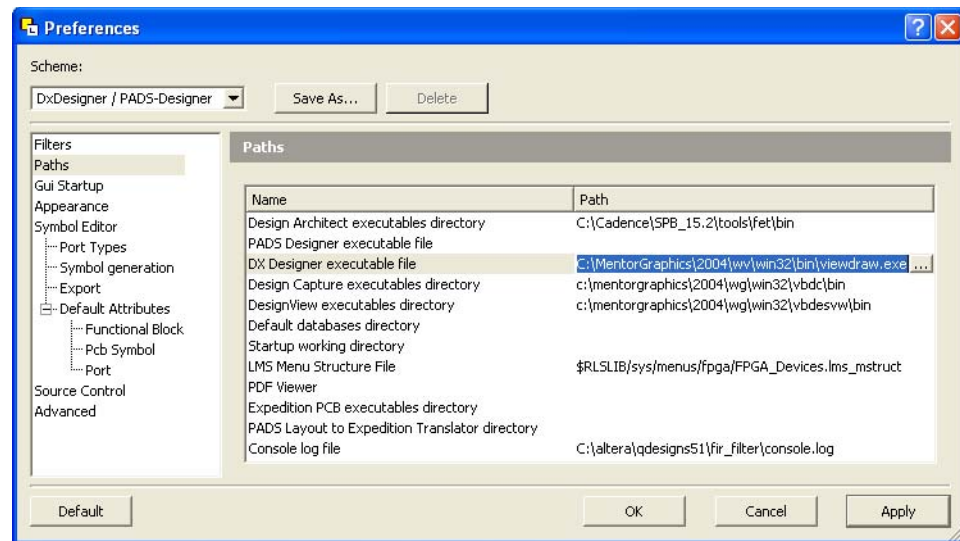 Preferences
Scheme:
DxDesigner / PADS-Designer Save As... Delete
Filters
Paths
Gui Startup
Appearance
Symbol Editor
Port Types
Symbol generation
Export
Default Attributes
Functional Block
Pcb Symbol
Port
Source Control
Advanced
Paths
Name Path
Design Architect executables directory C:\Cadence\SPB_15.2\tools\fet\bin
PADS Designer executable file
DX Designer executable file C:\MentorGraphics\2004\wv\win32\bin\viewdraw.exe ...
Design Capture executables directory c:\mentorgraphics\2004\wg\win32\vbdc\bin
DesignView executables directory c:\mentorgraphics\2004\wg\win32\vbdesvw\bin
Default databases directory
Startup working directory
LMS Menu Structure File $RLSLIB/sys/menus/fpga/FPGA_Devices.lms_mstruct
PDF Viewer
Expedition PCB executables directory
PADS Layout to Expedition Translator directory
Console log file C:\altera\qdesigns51\fir_filter\console.log
Default OK Cancel Apply